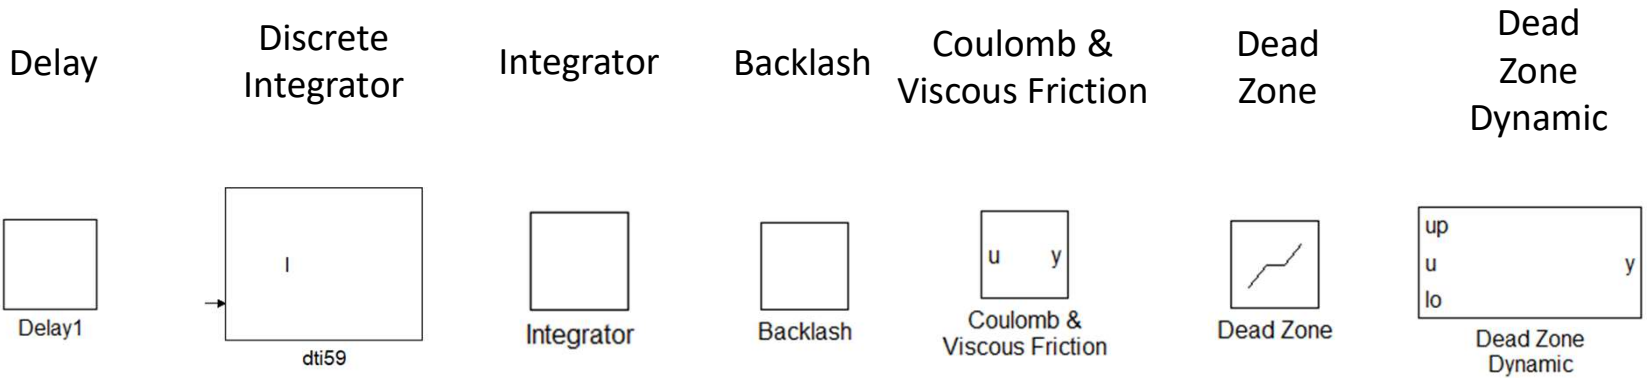 Delay
Discrete
Integrator
Integrator
Backlash
Coulomb &
Viscous Friction
Dead
Zone
Dead
Zone
Dynamic
Delay1
I
dti59
Integrator
Backlash
u y
Coulomb &
Viscous Friction
Dead Zone
up
u y
lo
Dead Zone
Dynamic